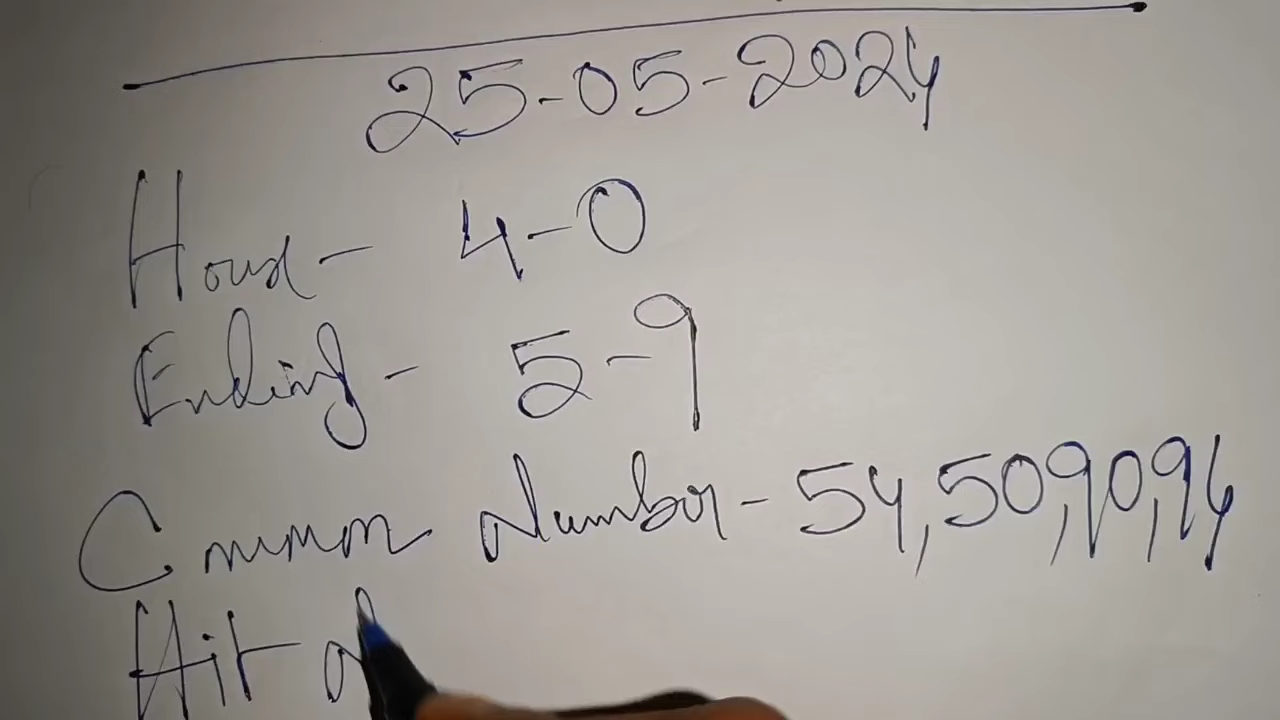 25-05-2024
House - 4-0
Ending - 5-9
Common Number - 54,50,90,94
Hit